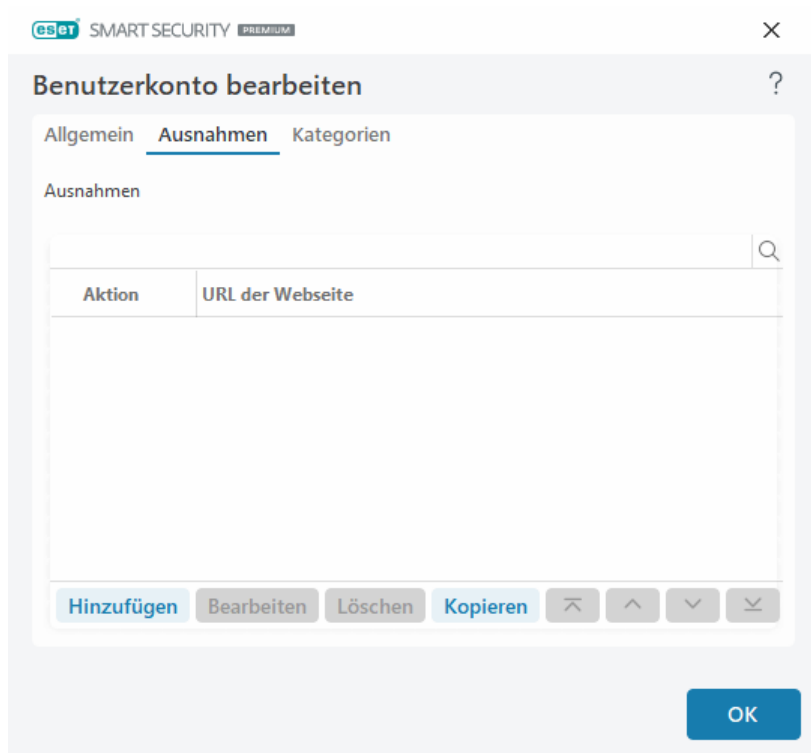 eset SMART SECURITY PREMIUM
Benutzerkonto bearbeiten ?
Allgemein Ausnahmen Kategorien
Ausnahmen
Aktion URL der Webseite
Hinzufügen Bearbeiten Löschen Kopieren
OK